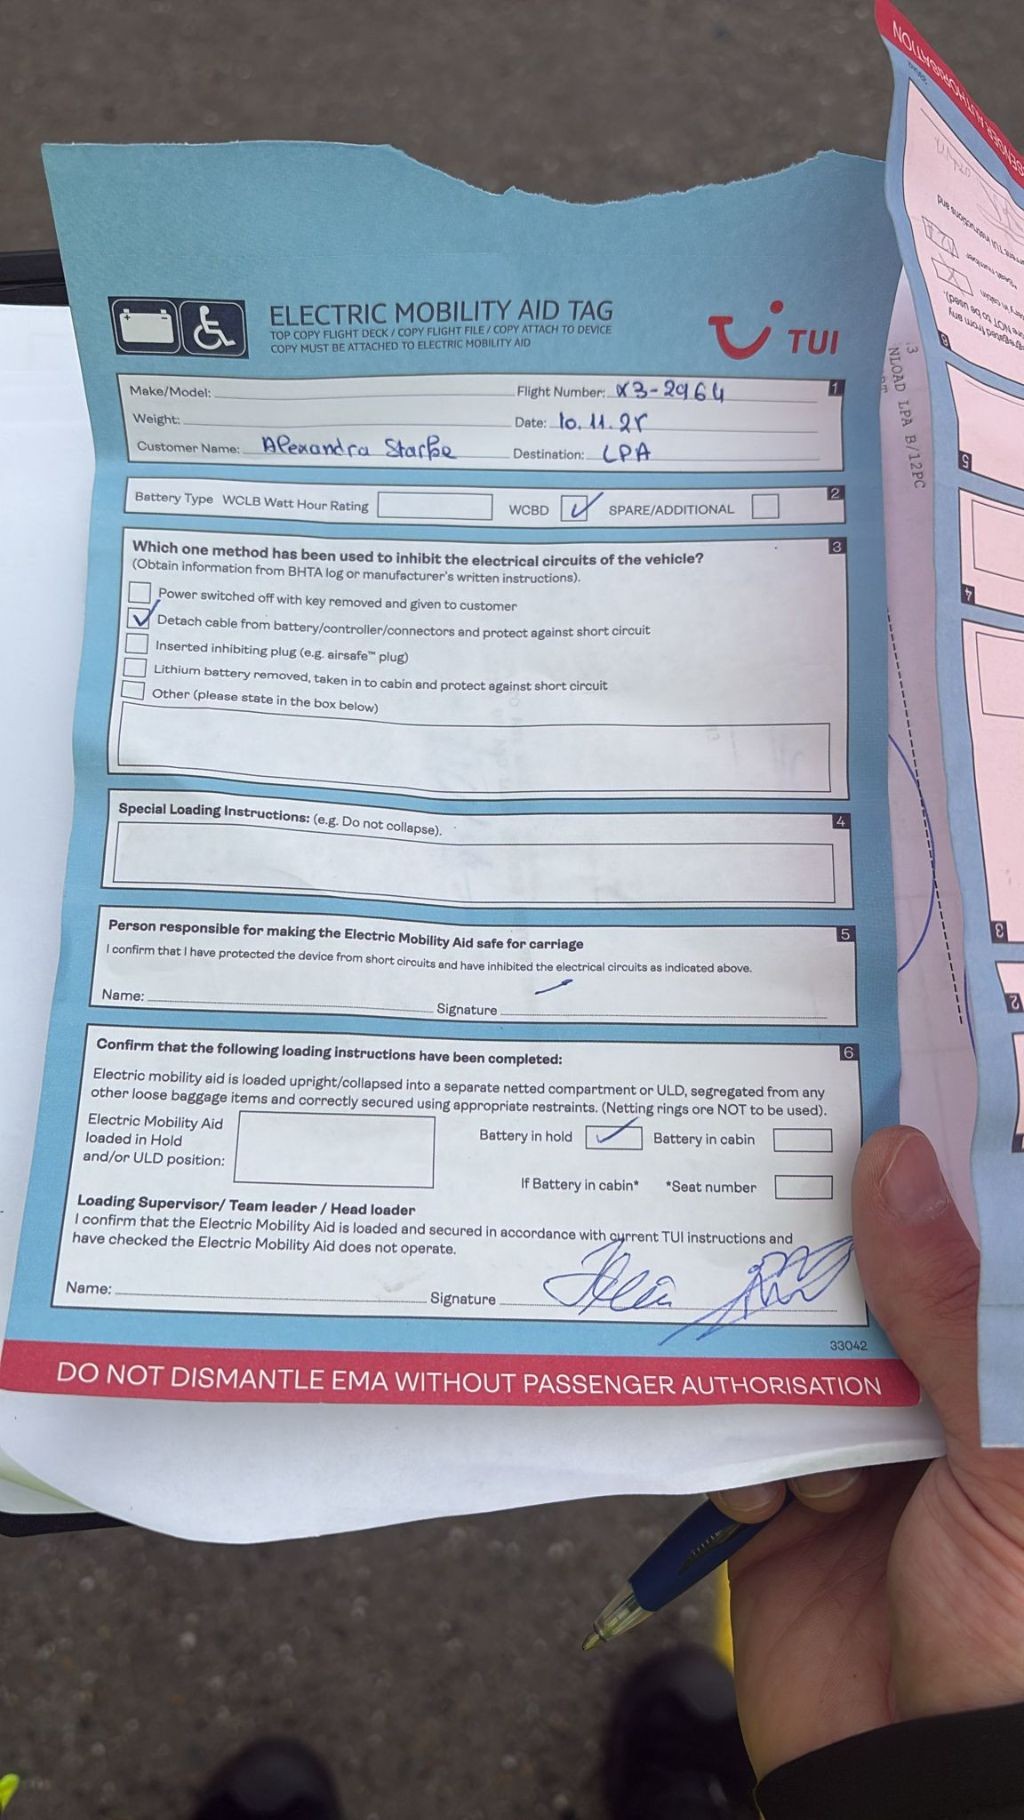 ELECTRIC MOBILITY AID TAG
TOP COPY FLIGHT DECK / COPY FLIGHT FILE / COPY ATTACH TO DEVICE
COPY MUST BE ATTACHED TO ELECTRIC MOBILITY AID
TUI
Make/Model:
Flight Number: X3-2964
1
Weight:
Date: 10.11.25
Customer Name: Alexandra Starke
Destination: LPA
Battery Type WCLB Watt Hour Rating
WCBD
SPARE/ADDITIONAL
2
Which one method has been used to inhibit the electrical circuits of the vehicle?
3
(Obtain information from BHTA log or manufacturer's written instructions).
Power switched off with key removed and given to customer
Detach cable from battery/controller/connectors and protect against short circuit
Inserted inhibiting plug (e.g. airsafe™ plug)
Lithium battery removed, taken in to cabin and protect against short circuit
Other (please state in the box below)
Special Loading Instructions: (e.g. Do not collapse).
4
Person responsible for making the Electric Mobility Aid safe for carriage
5
I confirm that I have protected the device from short circuits and have inhibited the electrical circuits as indicated above.
Name:
Signature
Confirm that the following loading instructions have been completed:
6
Electric mobility aid is loaded upright/collapsed into a separate netted compartment or ULD, segregated from any
other loose baggage items and correctly secured using appropriate restraints. (Netting rings ore NOT to be used).
Electric Mobility Aid
loaded in Hold
and/or ULD position:
Battery in hold
Battery in cabin
If Battery in cabin*
*Seat number
Loading Supervisor/ Team leader / Head loader
I confirm that the Electric Mobility Aid is loaded and secured in accordance with current TUI instructions and
have checked the Electric Mobility Aid does not operate.
Name:
Signature
33042
DO NOT DISMANTLE EMA WITHOUT PASSENGER AUTHORISATION
NLOAD LPA B/12PC
5
4
3
2